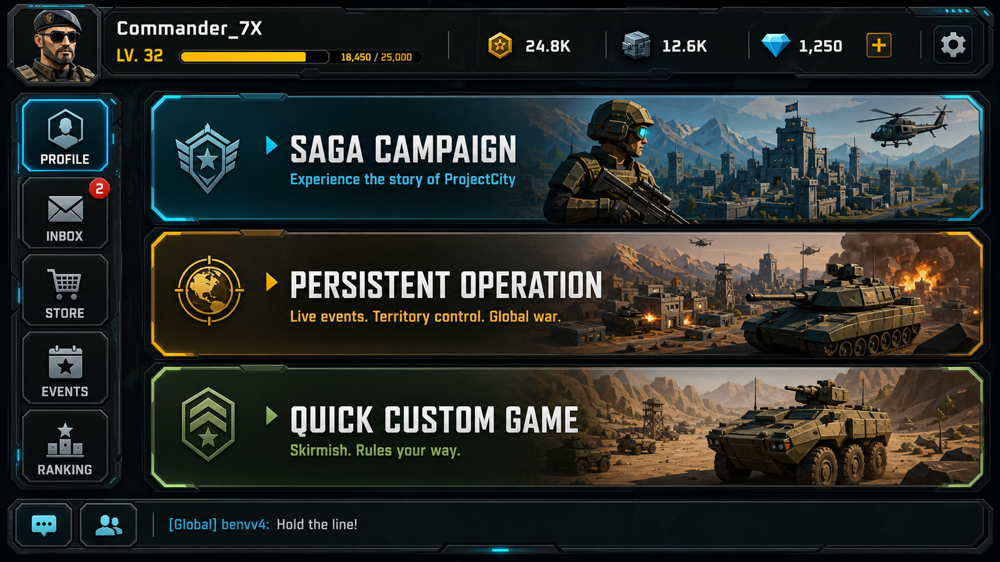 Commander_7X
LV. 32
18,450 / 25,000
24.8K
12.6K
1,250
PROFILE
2
INBOX
STORE
EVENTS
RANKING
SAGA CAMPAIGN
Experience the story of ProjectCity
PERSISTENT OPERATION
Live events. Territory control. Global war.
QUICK CUSTOM GAME
Skirmish. Rules your way.
[Global] benvv4: Hold the line!